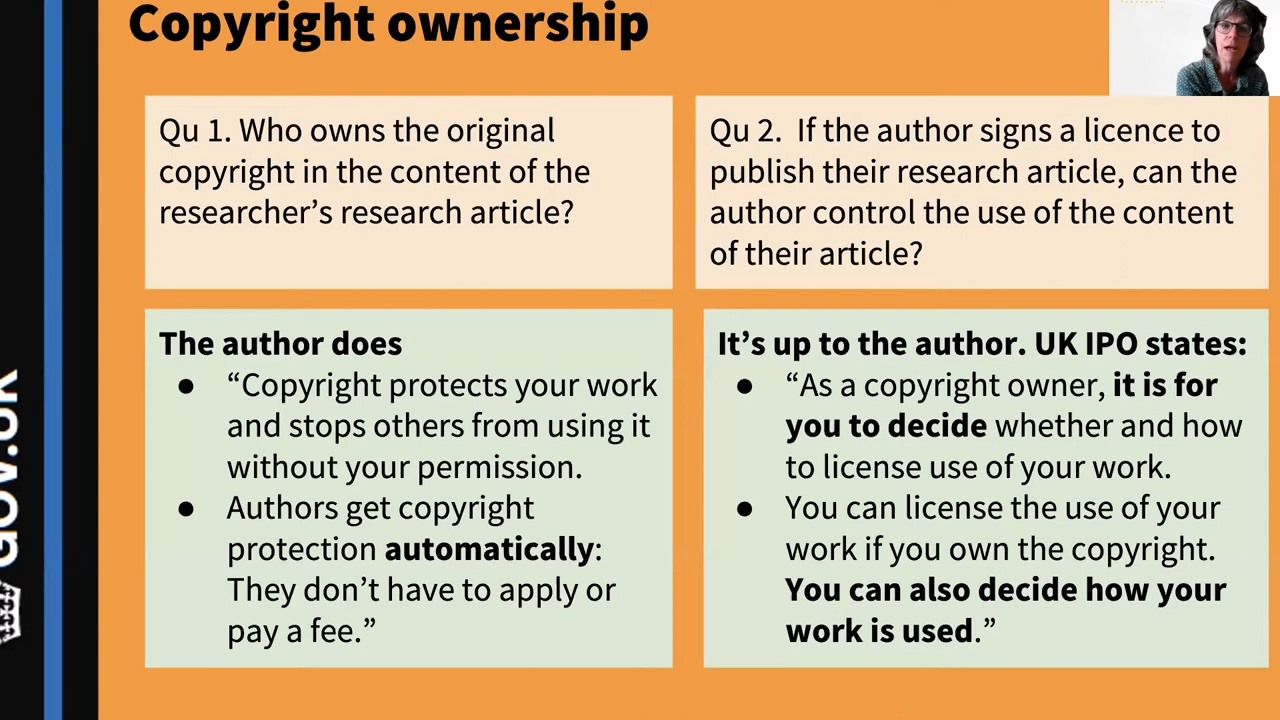 Copyright ownership
Qu 1. Who owns the original
copyright in the content of the
researcher’s research article?
Qu 2.  If the author signs a licence to
publish their research article, can the
author control the use of the content
of their article?
The author does
● “Copyright protects your work
and stops others from using it
without your permission.
● Authors get copyright
protection automatically:
They don’t have to apply or
pay a fee.”
It’s up to the author. UK IPO states:
● “As a copyright owner, it is for
you to decide whether and how
to license use of your work.
● You can license the use of your
work if you own the copyright.
You can also decide how your
work is used.”
GOV.UK